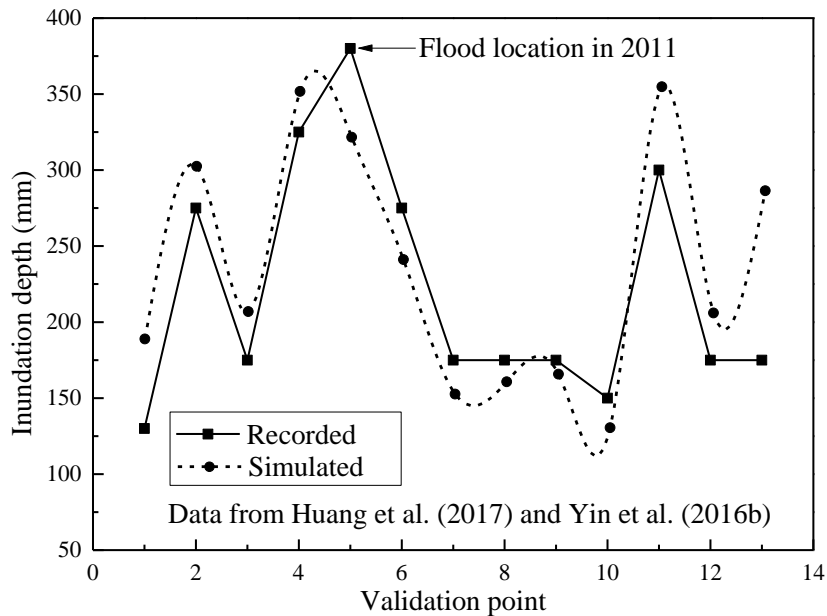 400
350
300
250
200
150
100
50
0
2
4
6
8
10
12
14
Inundation depth (mm)
Validation point
Flood location in 2011
Recorded
Simulated
Data from Huang et al. (2017) and Yin et al. (2016b)